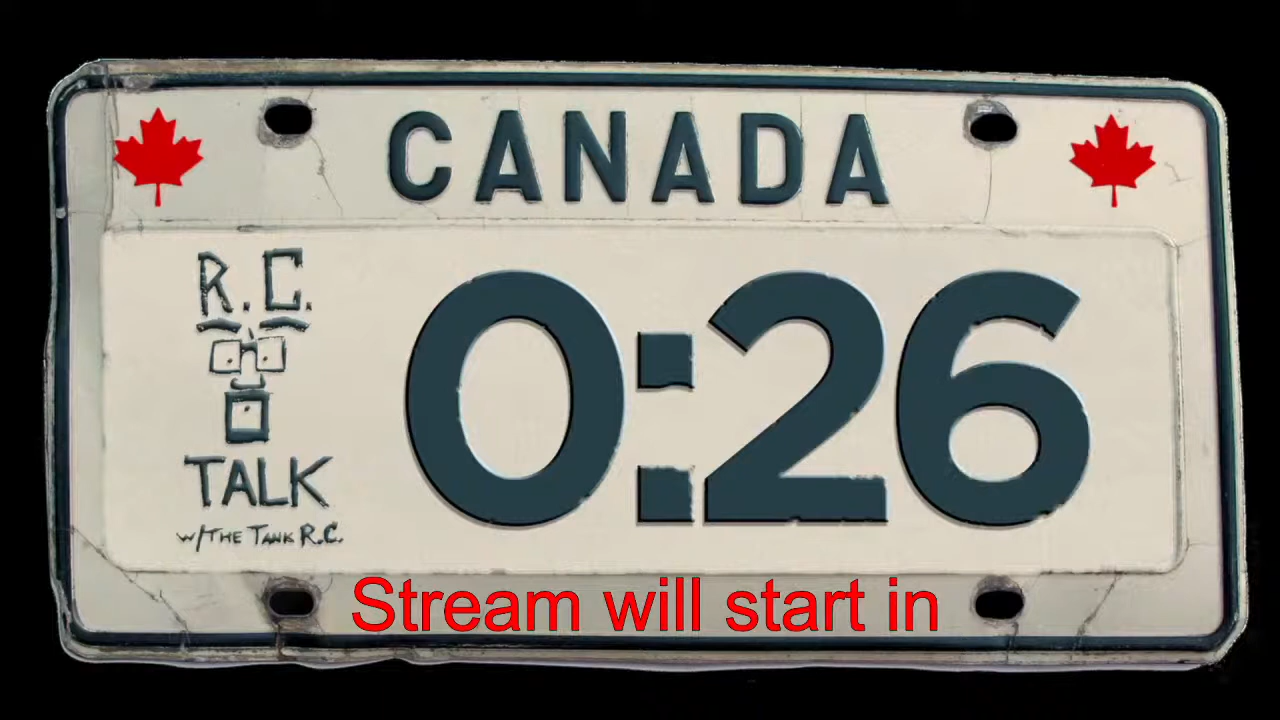 CANADA
R.C.
TALK
W/THE TANK R.C.
0:26
Stream will start in